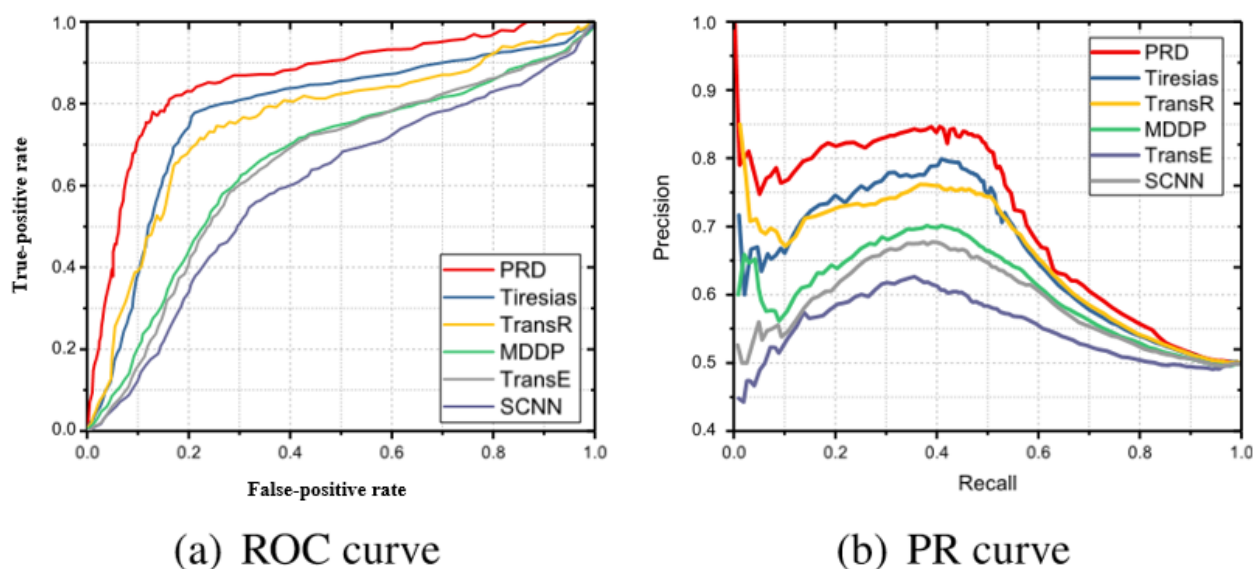 1.0
0.8
0.6
0.4
0.2
0.0
True-positive rate
0.0 0.2 0.4 0.6 0.8 1.0
False-positive rate
PRD
Tiresias
TransR
MDDP
TransE
SCNN
(a) ROC curve
1.0
0.9
0.8
0.7
0.6
0.5
0.4
Precision
0.0 0.2 0.4 0.6 0.8 1.0
Recall
PRD
Tiresias
TransR
MDDP
TransE
SCNN
(b) PR curve